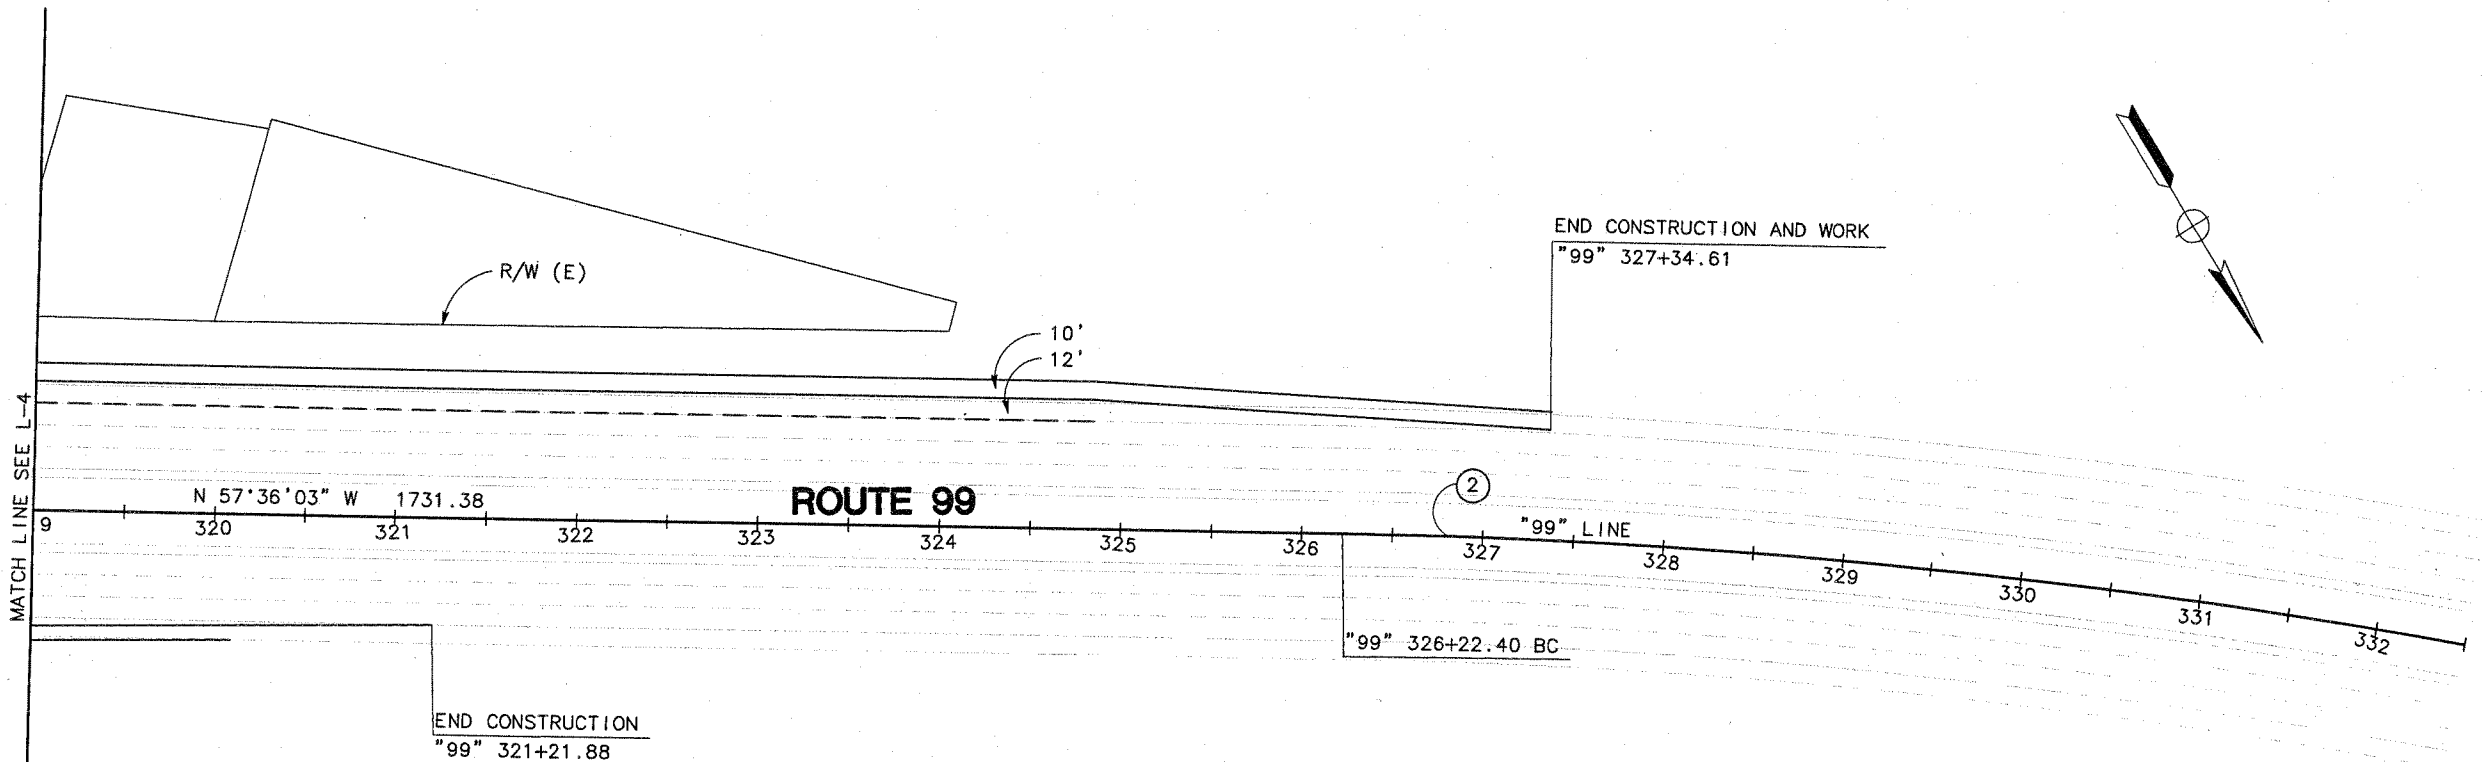 MATCH LINE SEE L-4
R/W (E)
10'
12'
END CONSTRUCTION AND WORK
"99" 327+34.61
N 57°36'03" W 1731.38
ROUTE 99
2
"99" LINE
9 320 321 322 323 324 325 326 327 328 329 330 331 332
"99" 326+22.40 BC
END CONSTRUCTION
"99" 321+21.88